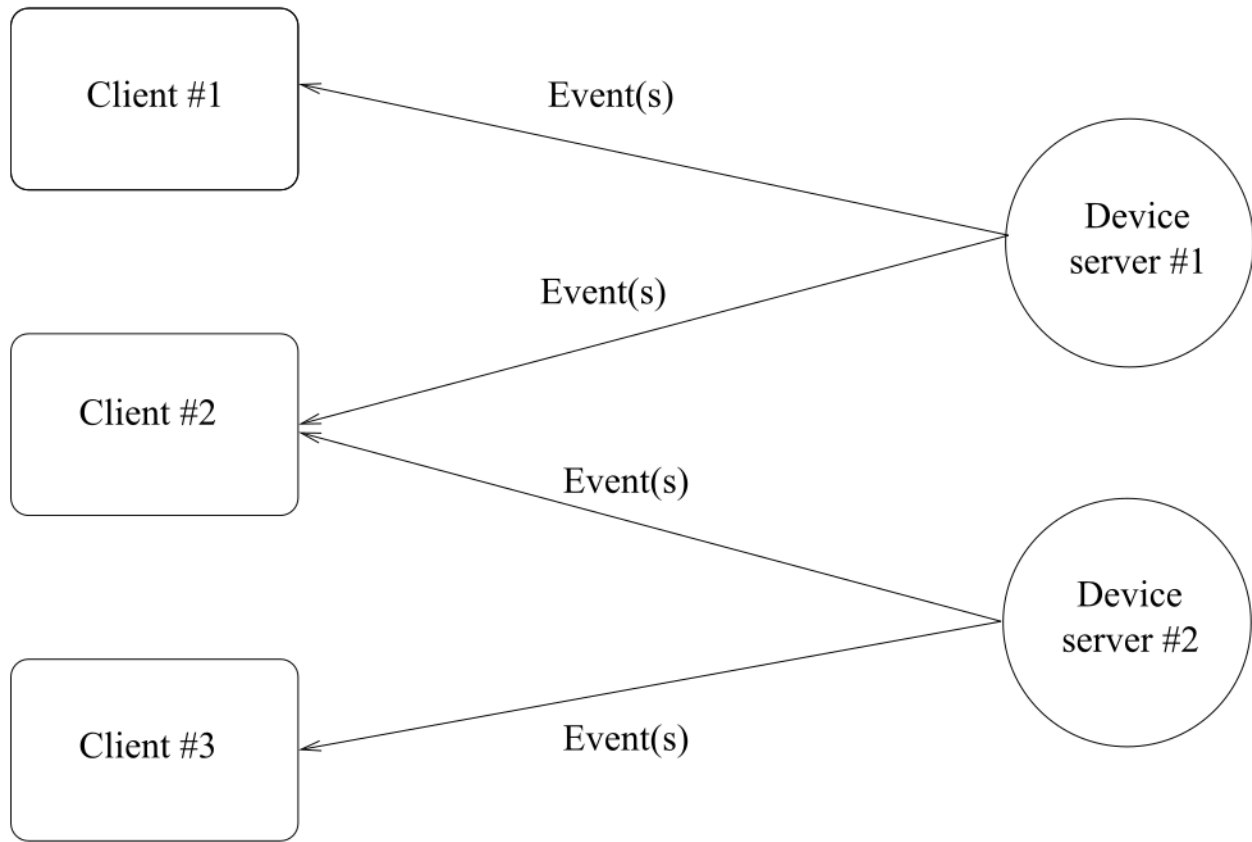 Client #1
Event(s)
Device
server #1
Event(s)
Client #2
Event(s)
Device
server #2
Client #3
Event(s)